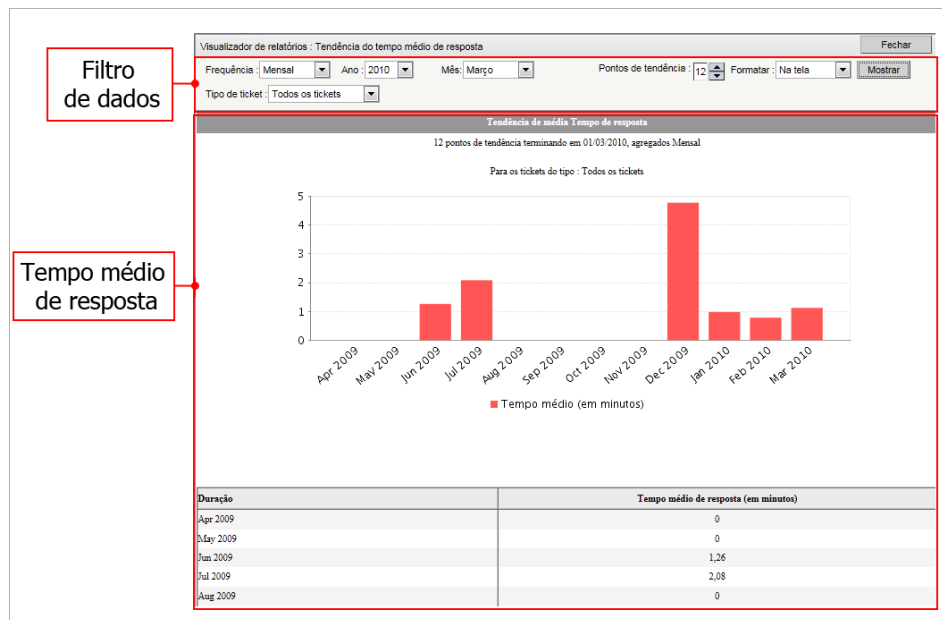 Visualizador de relatórios : Tendência do tempo médio de resposta
Fechar
Filtro
de dados
Frequência : Mensal Ano : 2010 Mês: Março Pontos de tendência : 12 Formatar : Na tela Mostrar
Tipo de ticket : Todos os tickets
Tendência de média Tempo de resposta
12 pontos de tendência terminando em 01/03/2010, agregados Mensal
Para os tickets do tipo : Todos os tickets
Tempo médio
de resposta
5
4
3
2
1
0
Apr 2009 May 2009 Jun 2009 Jul 2009 Aug 2009 Sep 2009 Oct 2009 Nov 2009 Dec 2009 Jan 2010 Feb 2010 Mar 2010
Tempo médio (em minutos)
Duração Tempo médio de resposta (em minutos)
Apr 2009 0
May 2009 0
Jun 2009 1,26
Jul 2009 2,08
Aug 2009 0